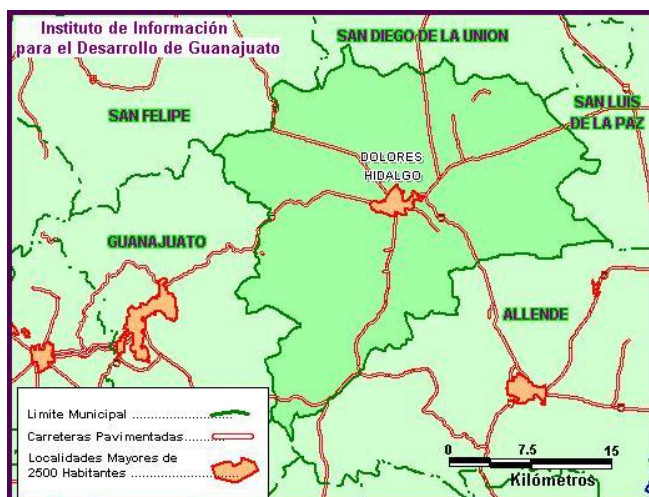 Instituto de Información
para el Desarrollo de Guanajuato
SAN DIEGO DE LA UNION
SAN FELIPE
SAN LUIS
DE LA PAZ
DOLORES
HIDALGO
GUANAJUATO
ALLENDE
Limite Municipal
Carreteras Pavimentadas
Localidades Mayores de
2500 Habitantes
0 7.5 15
Kilómetros